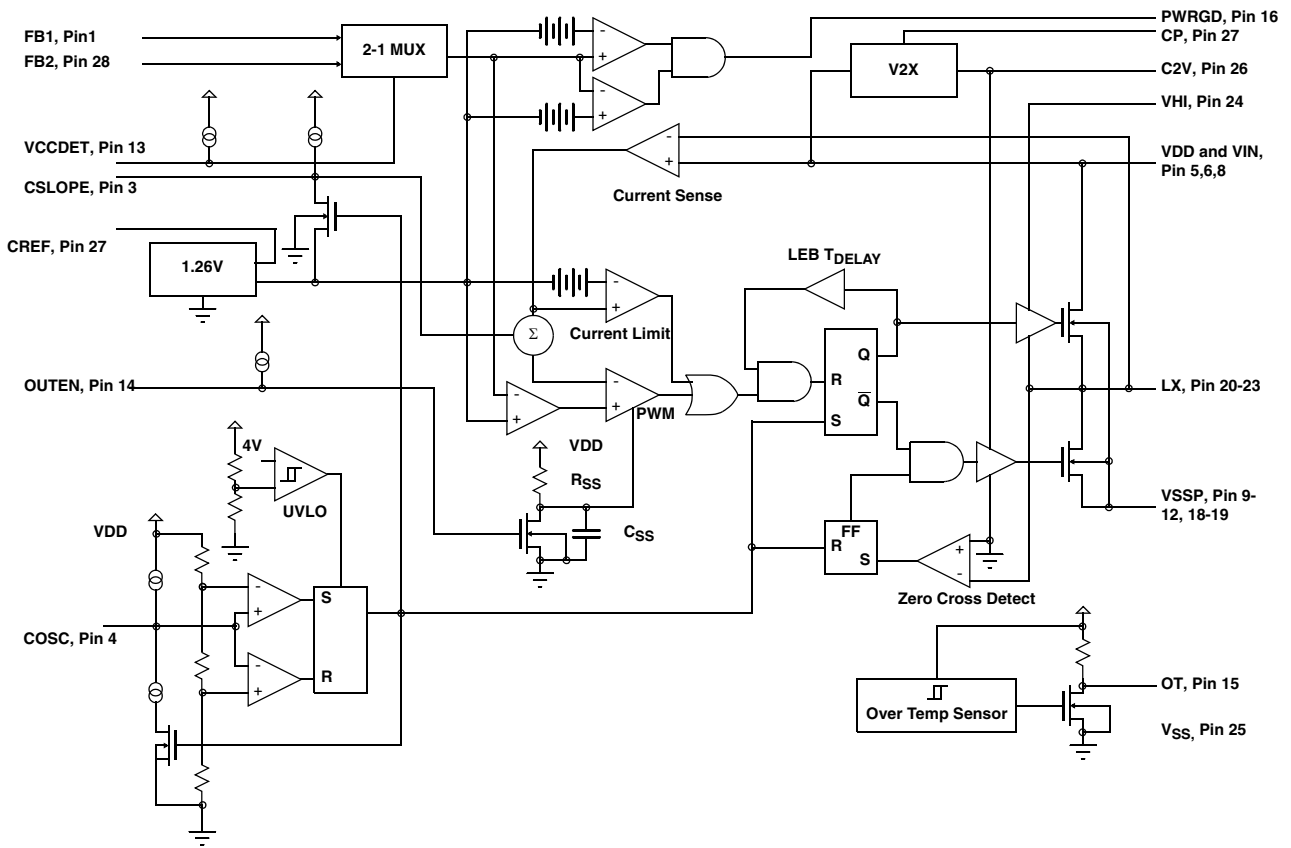 FB1, Pin1
FB2, Pin 28
2-1 MUX
-
+
-
+
PWRGD, Pin 16
CP, Pin 27
V2X
C2V, Pin 26
VHI, Pin 24
VCCDET, Pin 13
CSLOPE, Pin 3
-
+
Current Sense
VDD and VIN,
Pin 5,6,8
CREF, Pin 27
1.26V
LEB TDELAY
-
+
Current Limit
Σ
OUTEN, Pin 14
-
+
-
+
PWM
Q
R
Q̅
S
LX, Pin 20-23
4V
UVLO
VDD
RSS
CSS
VSSP, Pin 9-
12, 18-19
VDD
FF
R
S
+
-
Zero Cross Detect
-
+
S
COSC, Pin 4
-
+
R
Over Temp Sensor
OT, Pin 15
VSS, Pin 25